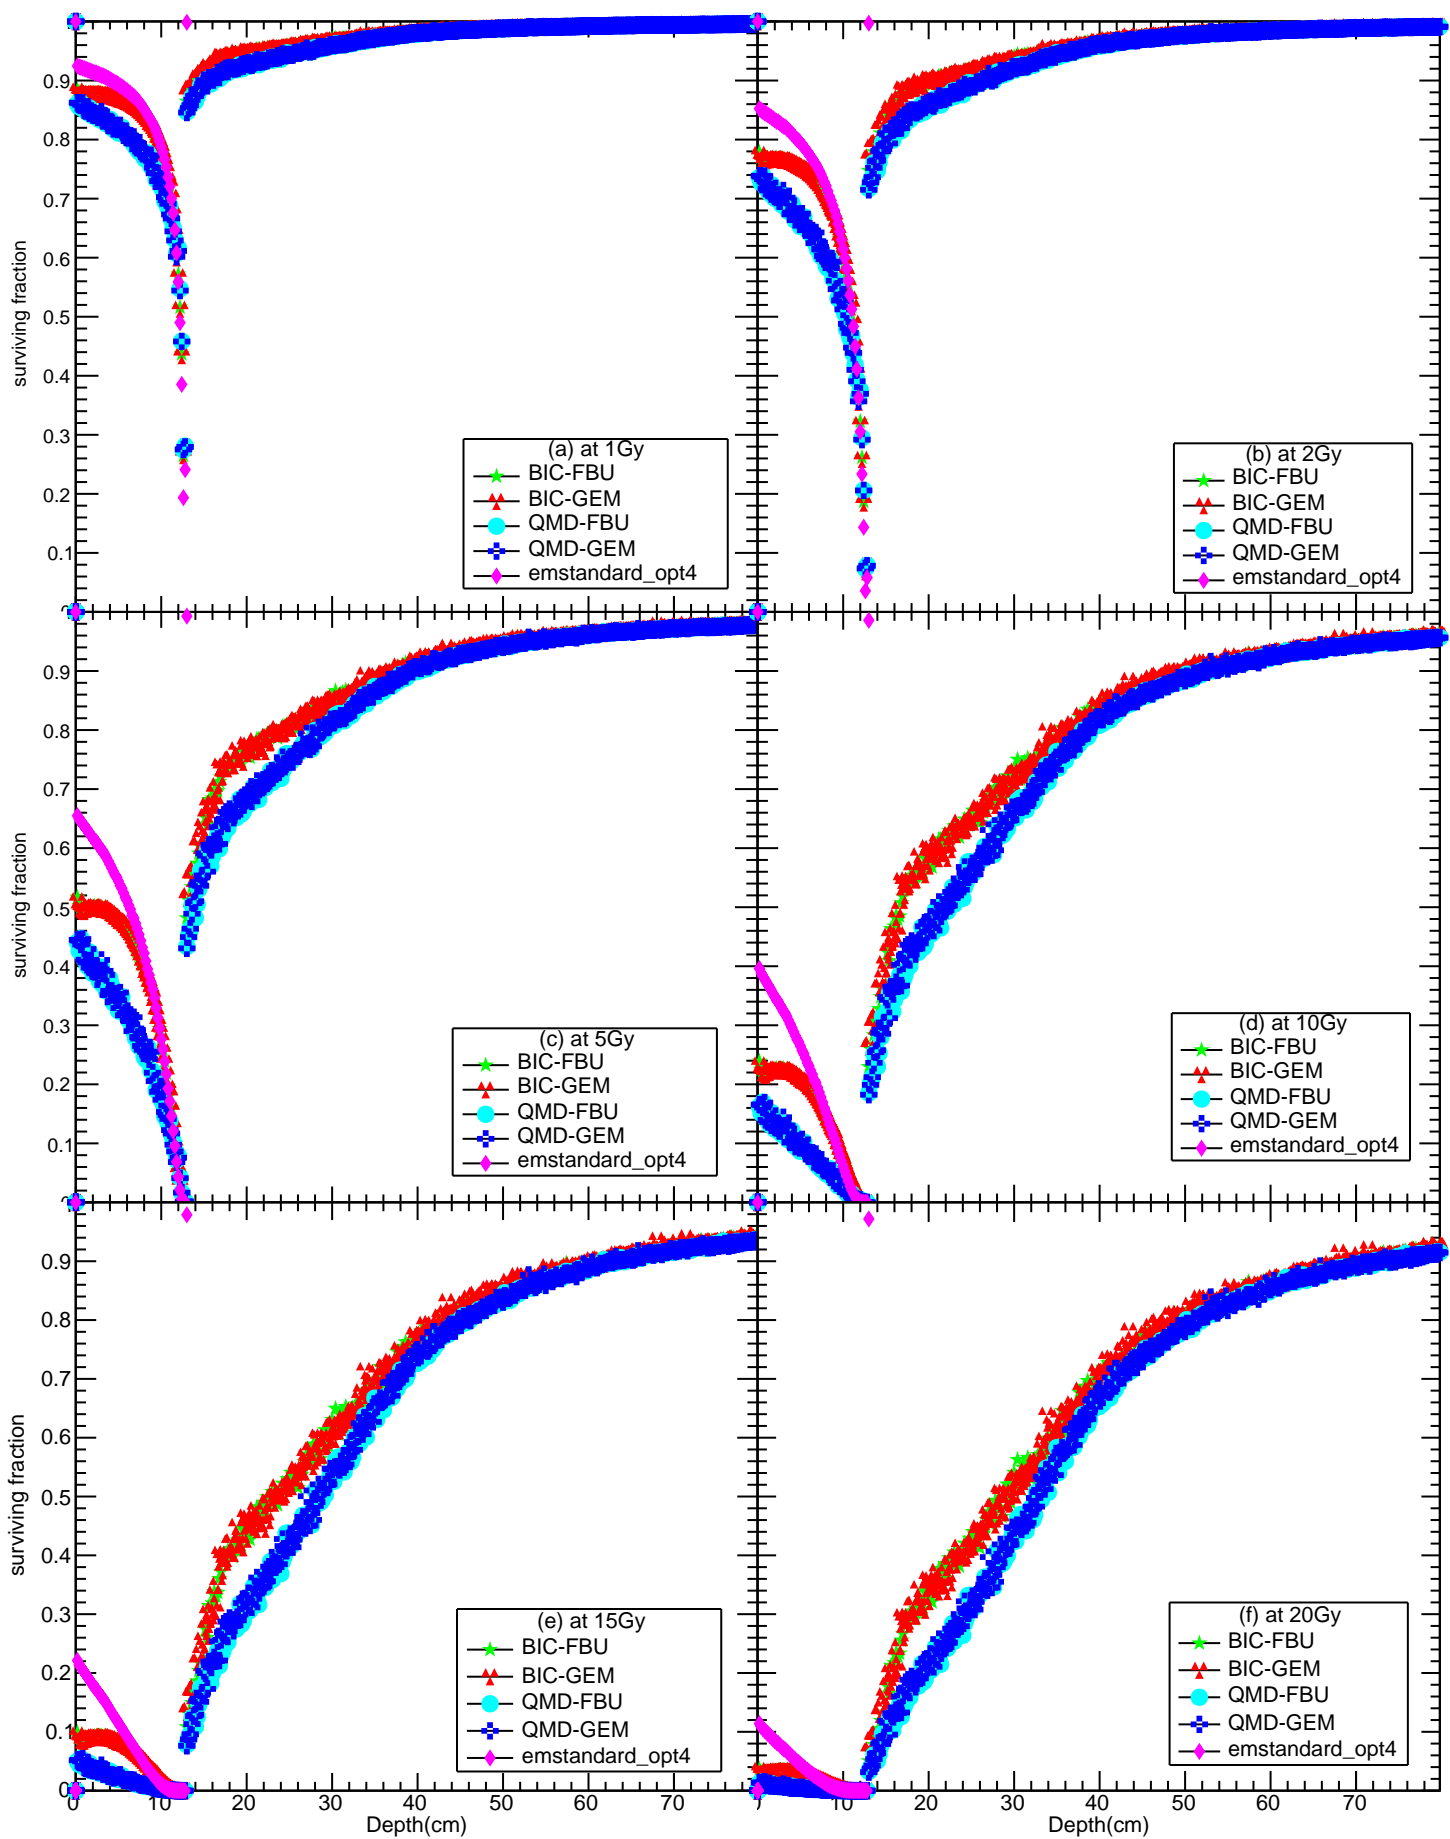 0.9
0.8
0.7
0.6
0.5
0.4
0.3
0.2
0.1
surviving fraction
(a) at 1Gy
BIC-FBU
BIC-GEM
QMD-FBU
QMD-GEM
emstandard_opt4
(b) at 2Gy
BIC-FBU
BIC-GEM
QMD-FBU
QMD-GEM
emstandard_opt4
0.9
0.8
0.7
0.6
0.5
0.4
0.3
0.2
0.1
surviving fraction
(c) at 5Gy
BIC-FBU
BIC-GEM
QMD-FBU
QMD-GEM
emstandard_opt4
(d) at 10Gy
BIC-FBU
BIC-GEM
QMD-FBU
QMD-GEM
emstandard_opt4
0.9
0.8
0.7
0.6
0.5
0.4
0.3
0.2
0.1
0
surviving fraction
(e) at 15Gy
BIC-FBU
BIC-GEM
QMD-FBU
QMD-GEM
emstandard_opt4
0 10 20 30 40 50 60 70
Depth(cm)
(f) at 20Gy
BIC-FBU
BIC-GEM
QMD-FBU
QMD-GEM
emstandard_opt4
10 20 30 40 50 60 70
Depth(cm)